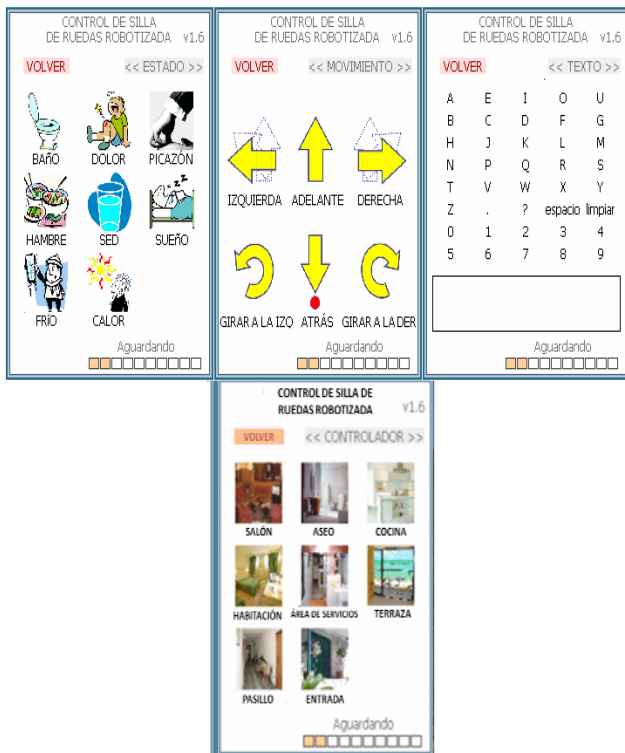 CONTROL DE SILLA
DE RUEDAS ROBOTIZADA v1.6
VOLVER << ESTADO >>
BAñO DOLOR PICAZÓN
HAMBRE SED SUEñO
FRÍO CALOR
Aguardando
CONTROL DE SILLA
DE RUEDAS ROBOTIZADA v1.6
VOLVER << MOVIMIENTO >>
IZQUIERDA ADELANTE DERECHA
GIRAR A LA IZQ ATRÁS GIRAR A LA DER
Aguardando
CONTROL DE SILLA
DE RUEDAS ROBOTIZADA v1.6
VOLVER << TEXTO >>
A E I O U
B C D F G
H J K L M
N P Q R S
T V W X Y
Z . ? espacio limpiar
0 1 2 3 4
5 6 7 8 9
Aguardando
CONTROL DE SILLA DE
RUEDAS ROBOTIZADA v1.6
VOLVER << CONTROLADOR >>
SALÓN ASEO COCINA
HABITACIÓN ÁREA DE SERVICIOS TERRAZA
PASILLO ENTRADA
Aguardando